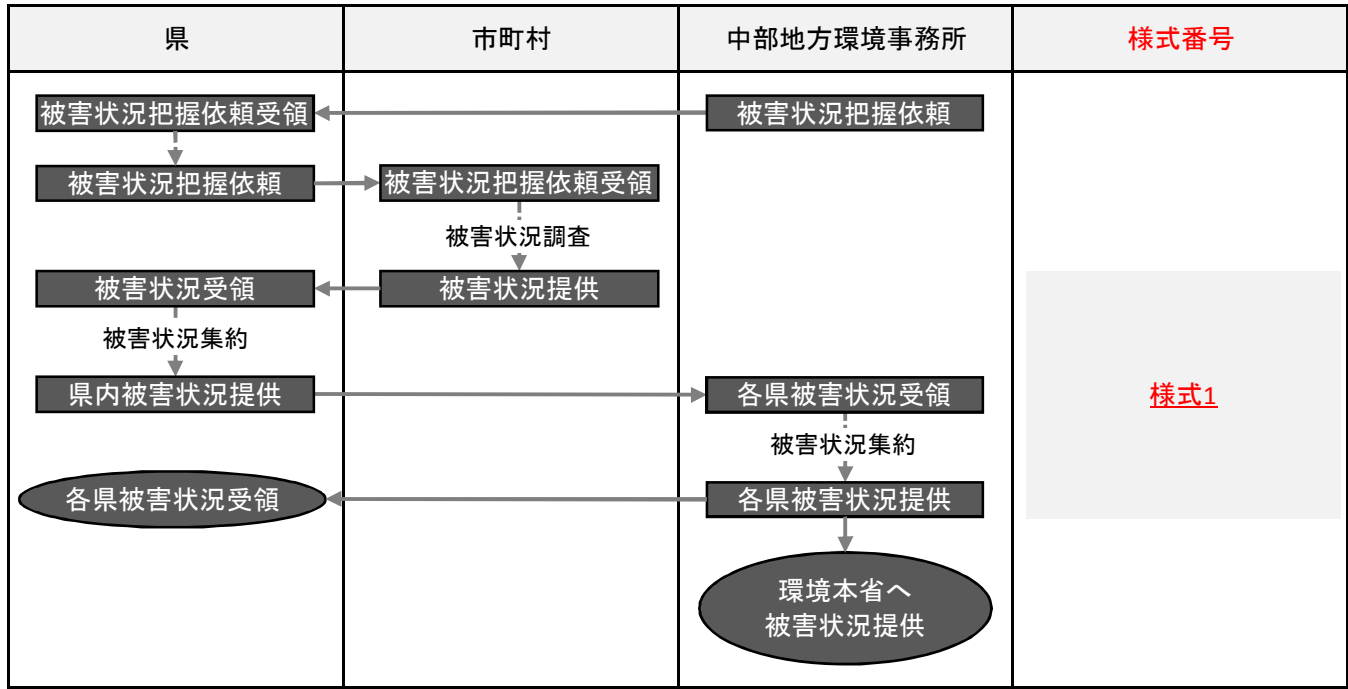 県
市町村
中部地方環境事務所
様式番号
被害状況把握依頼受領
被害状況把握依頼
被害状況把握依頼
被害状況把握依頼受領
被害状況調査
被害状況受領
被害状況提供
被害状況集約
県内被害状況提供
各県被害状況受領
様式1
被害状況集約
各県被害状況受領
各県被害状況提供
環境本省へ
被害状況提供